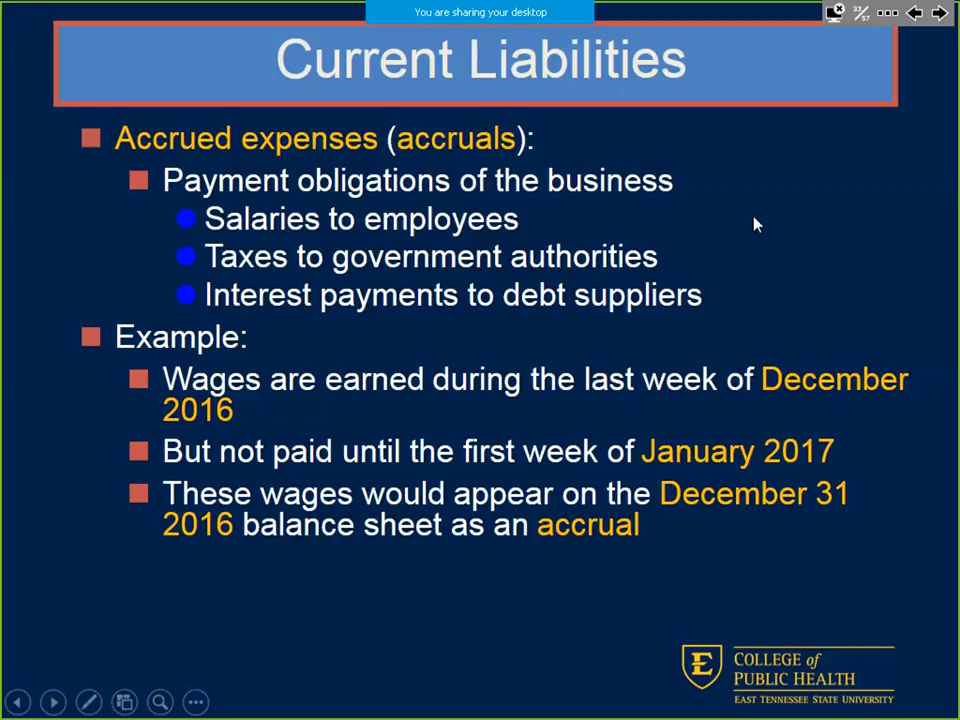 You are sharing your desktop
33/57
Current Liabilities
Accrued expenses (accruals):
Payment obligations of the business
Salaries to employees
Taxes to government authorities
Interest payments to debt suppliers
Example:
Wages are earned during the last week of December
2016
But not paid until the first week of January 2017
These wages would appear on the December 31
2016 balance sheet as an accrual
E
COLLEGE of
PUBLIC HEALTH
EAST TENNESSEE STATE UNIVERSITY